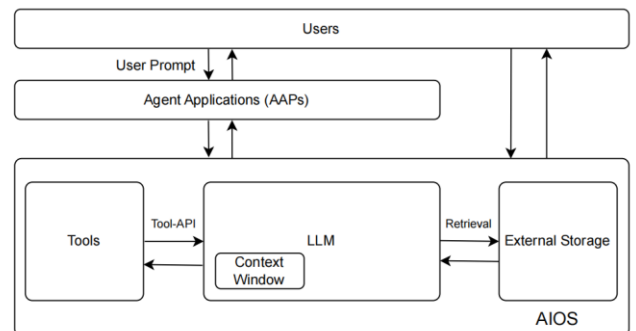 Users
User Prompt
Agent Applications (AAPs)
Tools
Tool-API
LLM
Context
Window
Retrieval
External Storage
AIOS